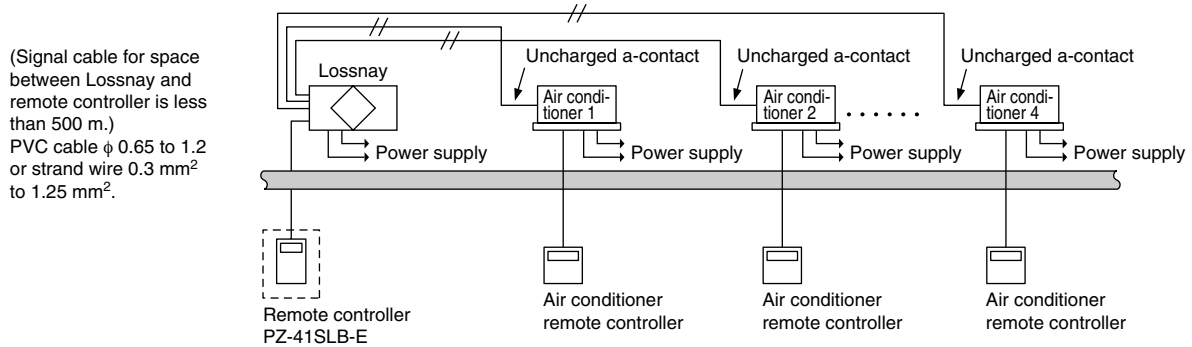 (Signal cable for space
between Lossnay and
remote controller is less
than 500 m.)
PVC cable ϕ 0.65 to 1.2
or strand wire 0.3 mm²
to 1.25 mm².
Lossnay
Power supply
Uncharged a-contact
Air condi-
tioner 1
Power supply
Uncharged a-contact
Air condi-
tioner 2
Power supply
Uncharged a-contact
Air condi-
tioner 4
Power supply
Remote controller
PZ-41SLB-E
Air conditioner
remote controller
Air conditioner
remote controller
Air conditioner
remote controller